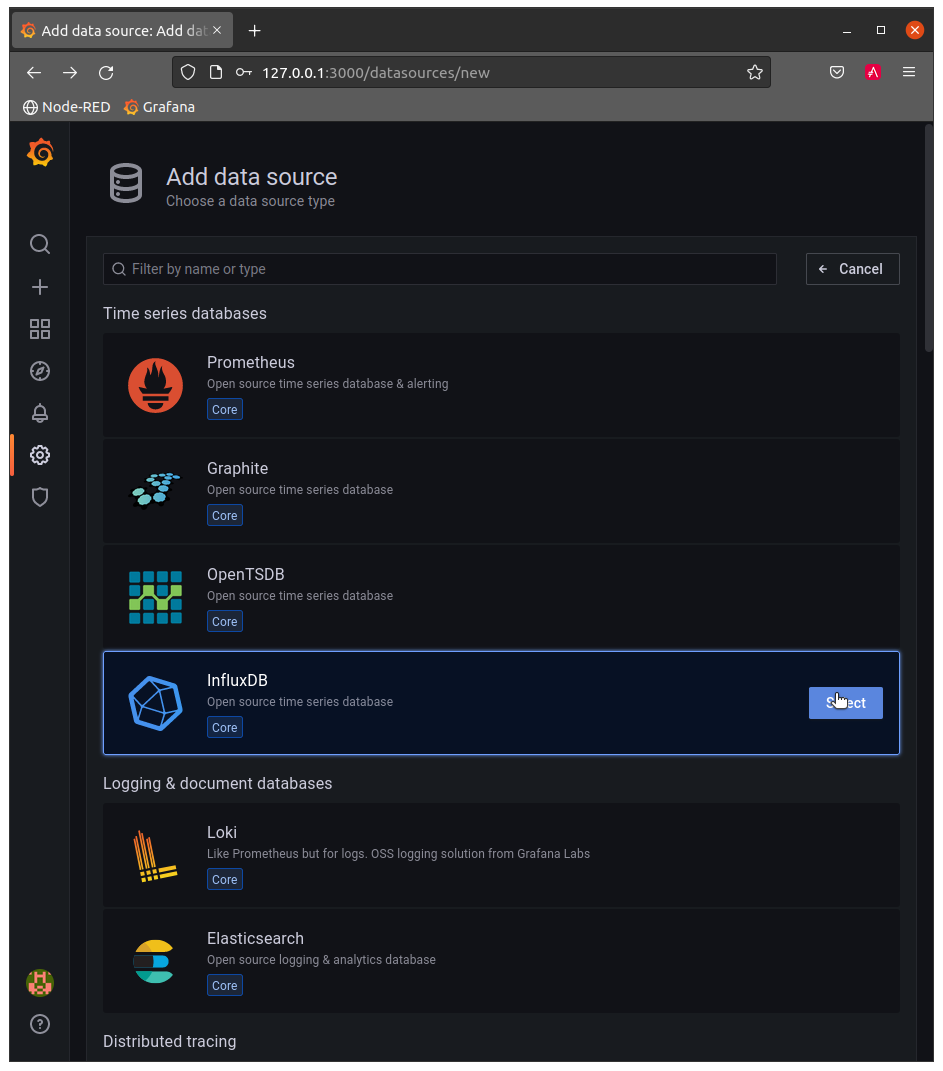 Add data source: Add dat
127.0.0.1:3000/datasources/new
Node-RED Grafana
Add data source
Choose a data source type
Filter by name or type
Cancel
Time series databases
Prometheus
Open source time series database & alerting
Core
Graphite
Open source time series database
Core
OpenTSDB
Open source time series database
Core
InfluxDB
Open source time series database
Core
Select
Logging & document databases
Loki
Like Prometheus but for logs. OSS logging solution from Grafana Labs
Core
Elasticsearch
Open source logging & analytics database
Core
Distributed tracing